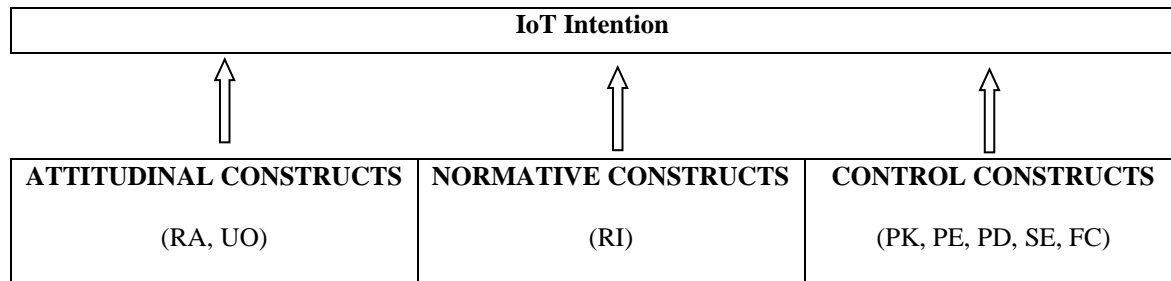 IoT Intention
ATTITUDINAL CONSTRUCTS
(RA, UO)
NORMATIVE CONSTRUCTS
(RI)
CONTROL CONSTRUCTS
(PK, PE, PD, SE, FC)